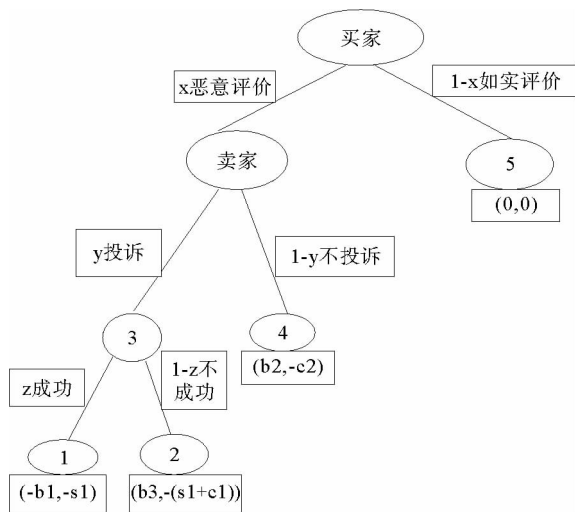 买家
x恶意评价
1-x如实评价
卖家
5
(0,0)
y投诉
1-y不投诉
3
4
(b2,-c2)
z成功
1-z不
成功
1
2
(-b1,-s1)
(b3,-(s1+c1))